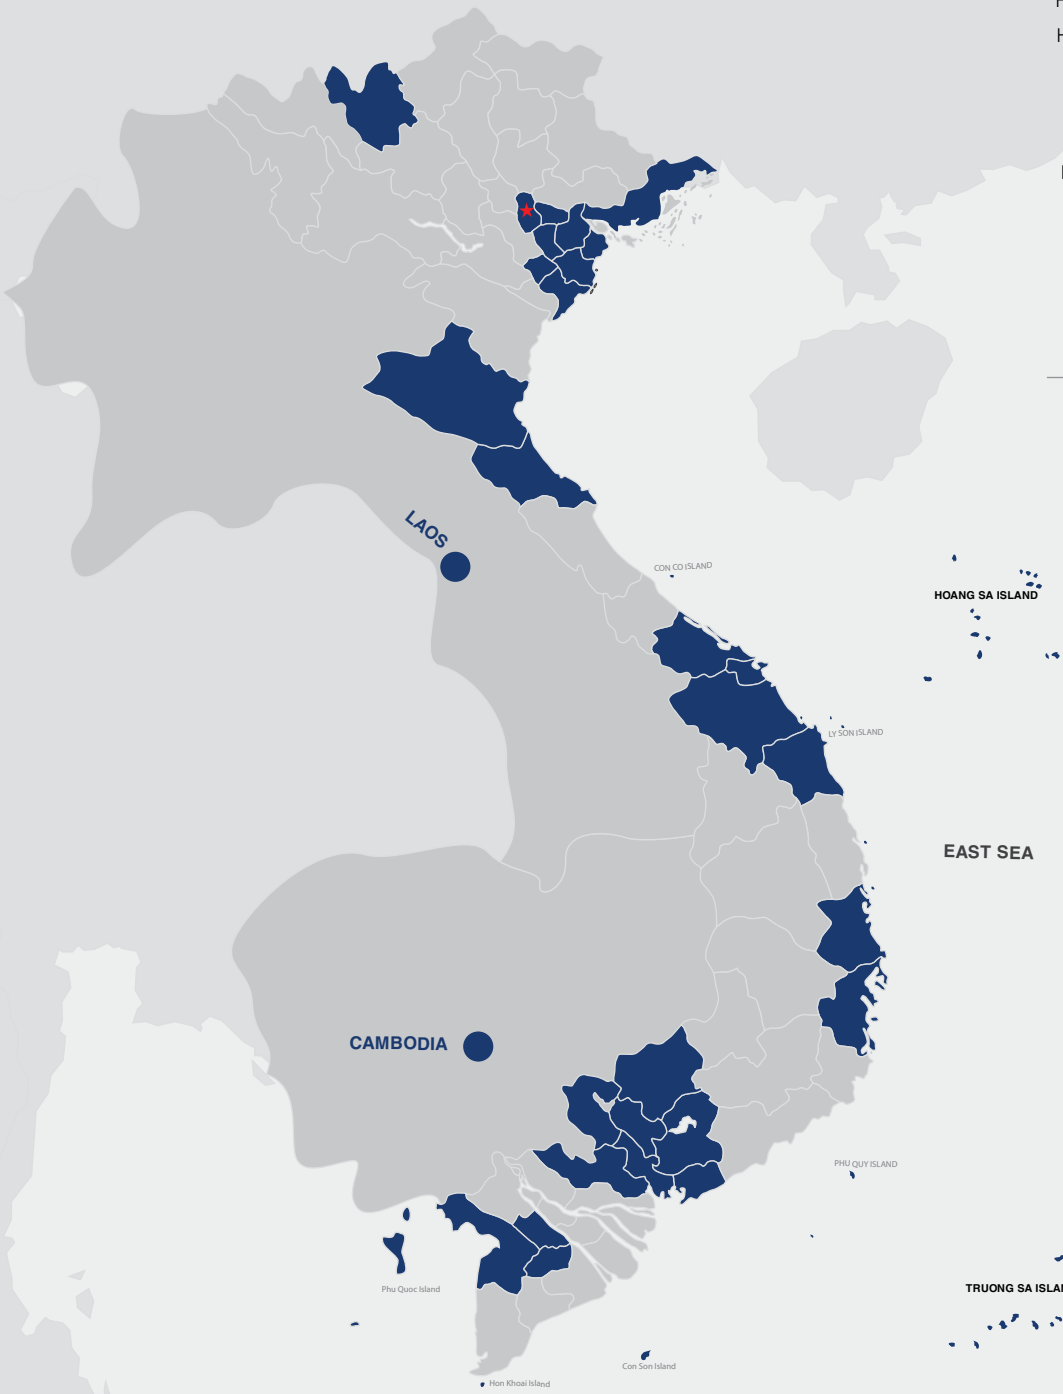 LAOS
CON CO ISLAND
HOANG SA ISLAND
LY SON ISLAND
EAST SEA
CAMBODIA
PHU QUY ISLAND
Phu Quoc Island
TRUONG SA ISLA
Con Son Island
Hon Khoai Island